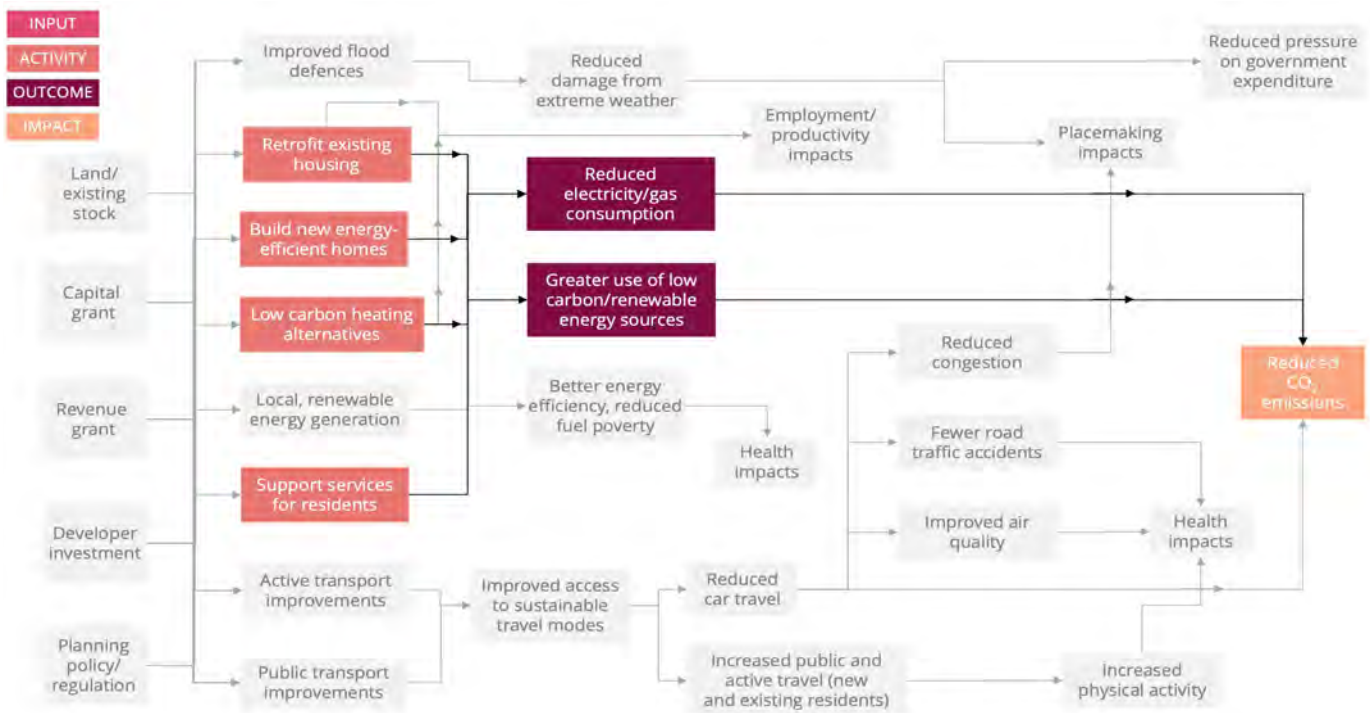 INPUT
ACTIVITY
OUTCOME
IMPACT
Land/
existing
stock
Capital
grant
Revenue
grant
Developer
investment
Planning
policy/
regulation
Improved flood
defences
Retrofit existing
housing
Build new energy-
efficient homes
Low carbon heating
alternatives
Local, renewable
energy generation
Support services
for residents
Active transport
improvements
Public transport
improvements
Reduced
damage from
extreme weather
Employment/
productivity
impacts
Reduced
electricity/gas
consumption
Greater use of low
carbon/renewable
energy sources
Better energy
efficiency, reduced
fuel poverty
Health
impacts
Improved access
to sustainable
travel modes
Reduced
car travel
Increased public and
active travel (new
and existing residents)
Reduced
congestion
Fewer road
traffic accidents
Improved air
quality
Placemaking
impacts
Reduced pressure
on government
expenditure
Health
impacts
Increased
physical activity
Reduced
CO₂
emissions